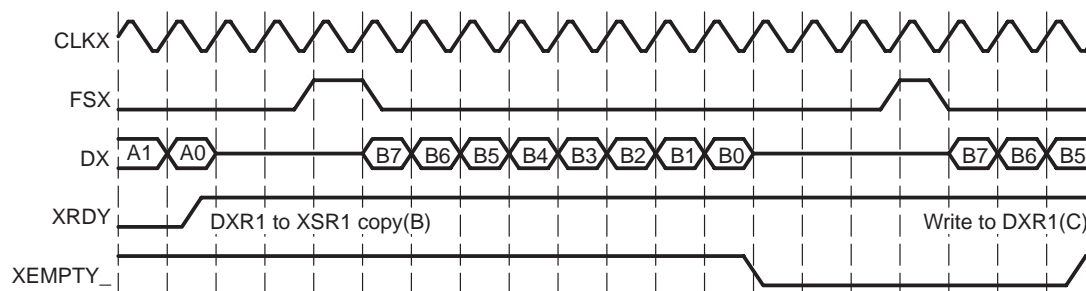 CLKX
FSX
DX A1 A0 B7 B6 B5 B4 B3 B2 B1 B0 B7 B6 B5
XRDY DXR1 to XSR1 copy(B) Write to DXR1(C)
XEMPTY_